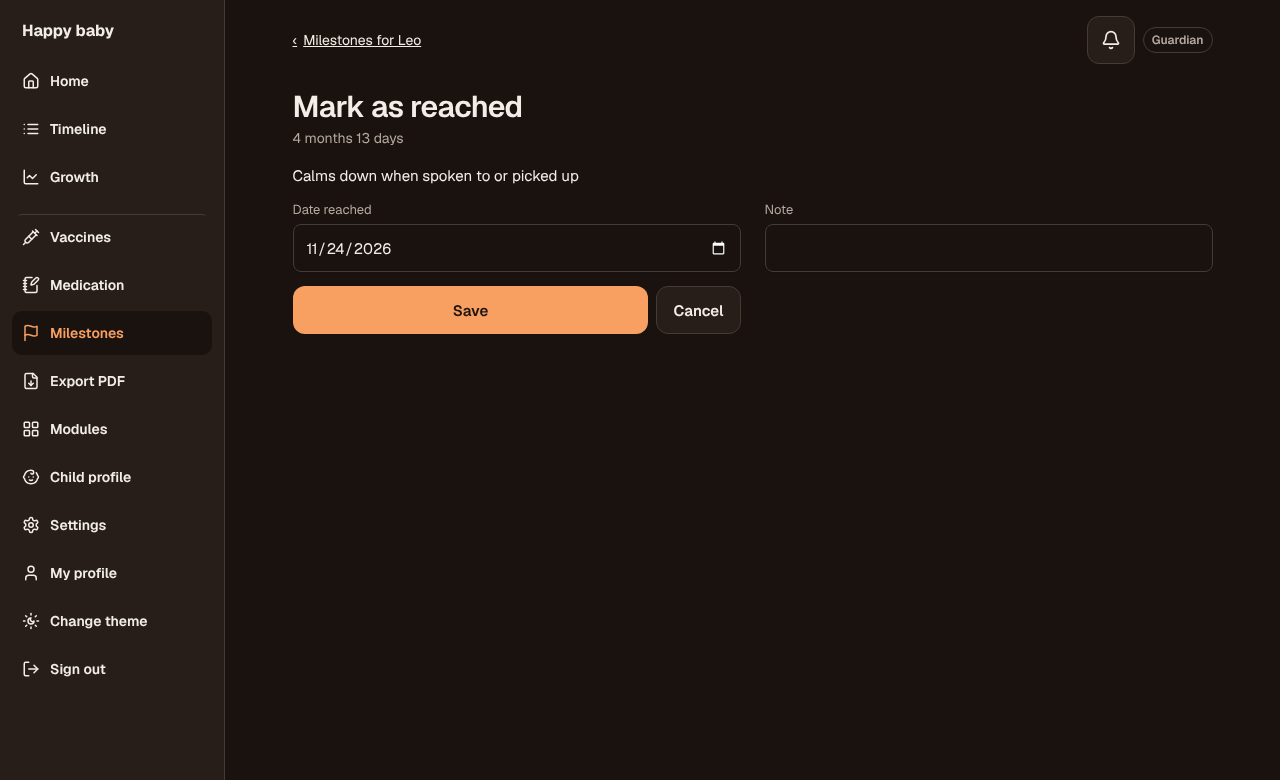 Happy baby
Home
Timeline
Growth
Vaccines
Medication
Milestones
Export PDF
Modules
Child profile
Settings
My profile
Change theme
Sign out
‹ Milestones for Leo
Guardian
Mark as reached
4 months 13 days
Calms down when spoken to or picked up
Date reached
Note
11/24/2026
Save
Cancel